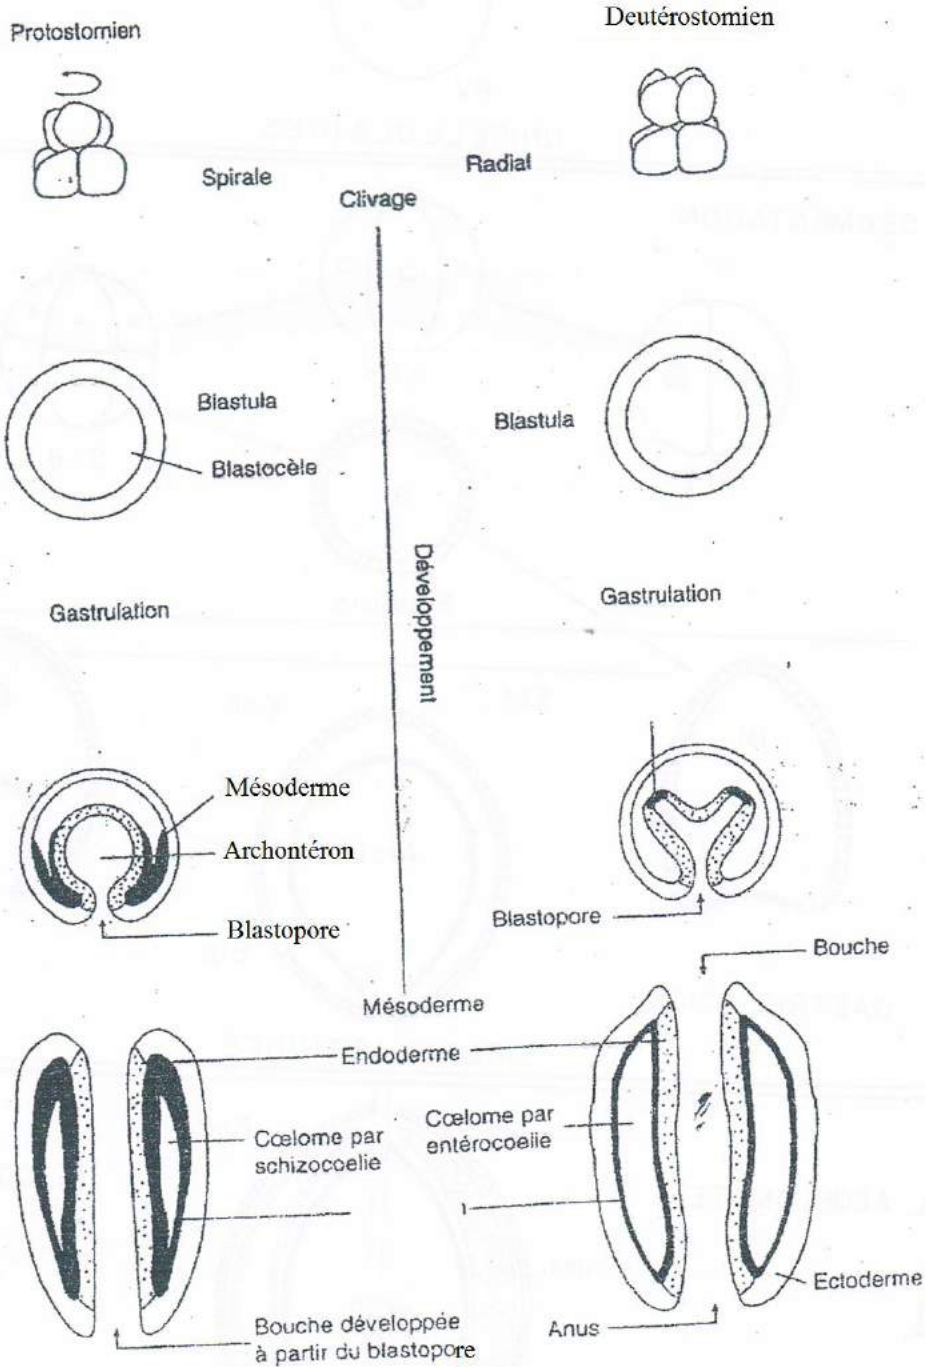 Protostomien
Deutérostomien
Spirale
Radial
Clivage
Blastula
Blastocèle
Blastula
Développement
Gastrulation
Gastrulation
Mésoderme
Archontéron
Blastopore
Blastopore
Bouche
Mésoderme
Endoderme
Cœlome par
schizocoelie
Cœlome par
entérocoelie
Ectoderme
Bouche développée
à partir du blastopore
Anus